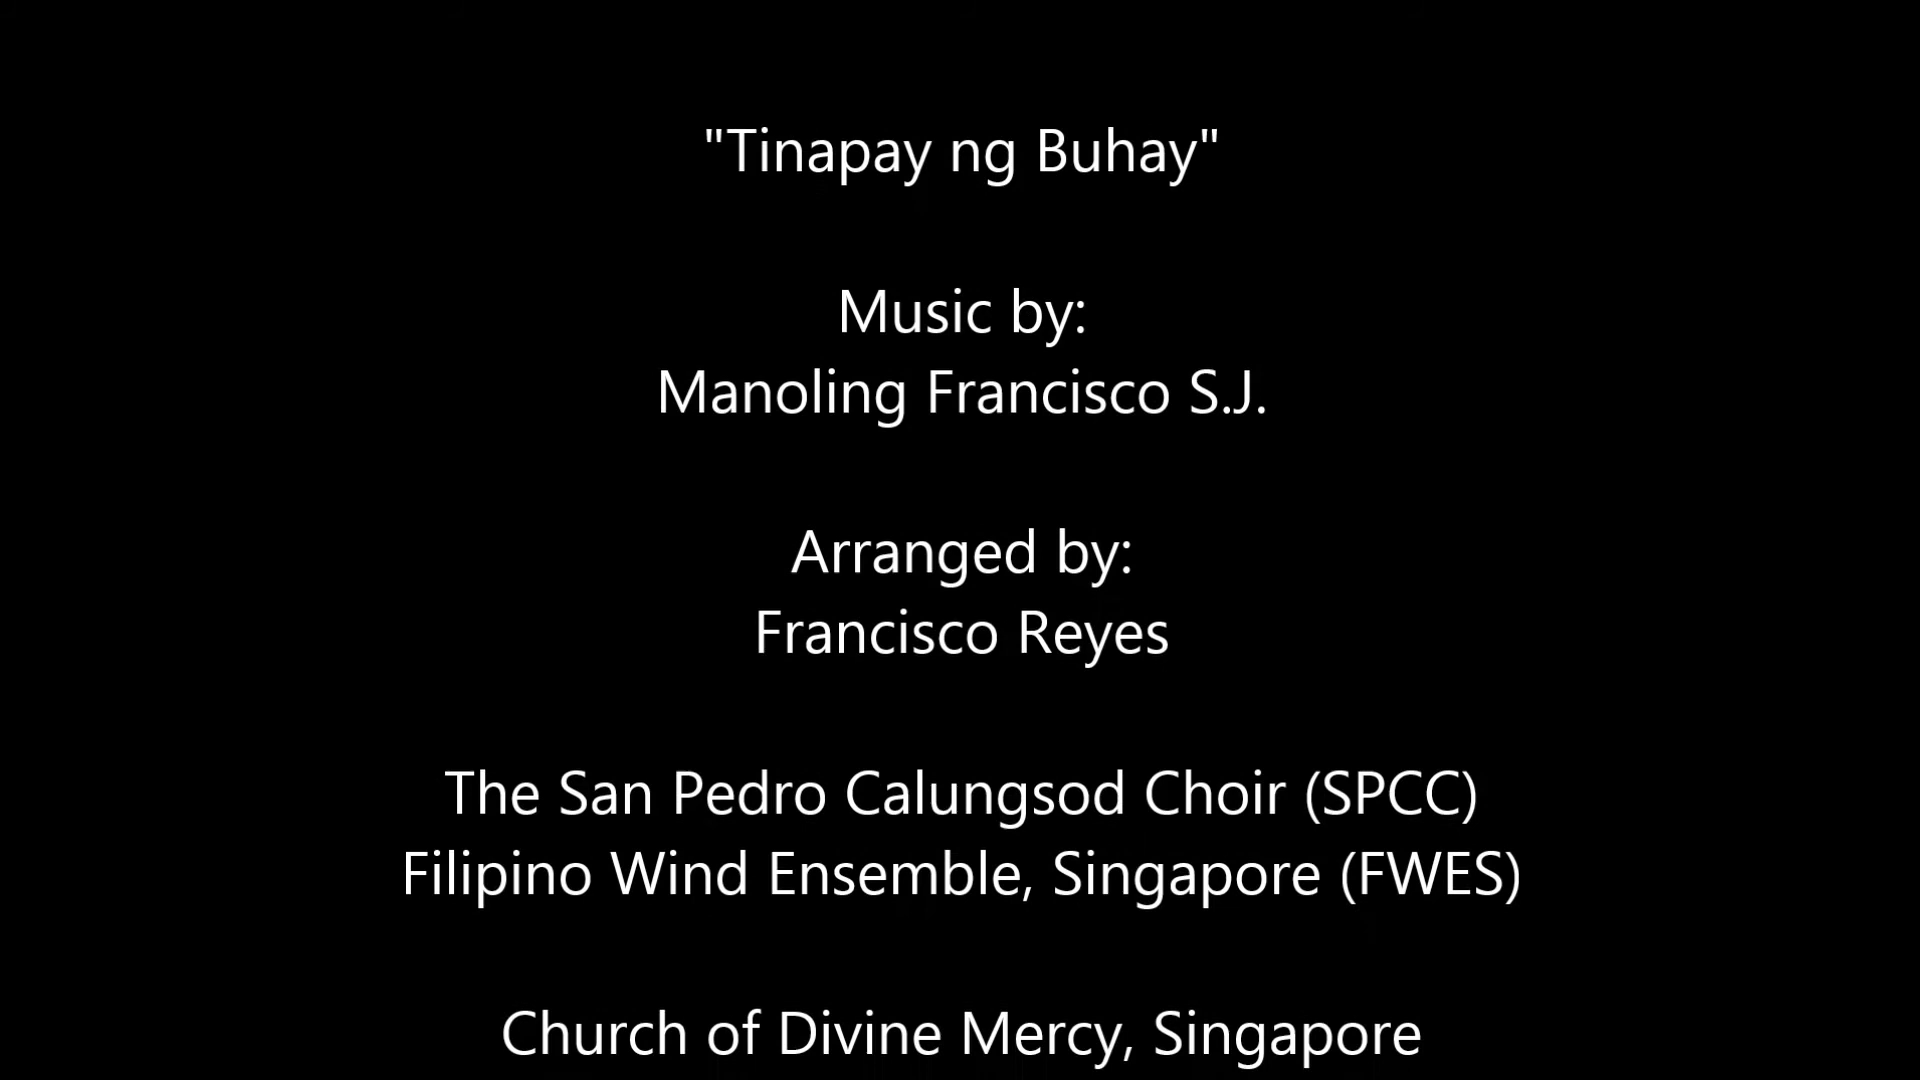 "Tinapay ng Buhay"
Music by:
Manoling Francisco S.J.
Arranged by:
Francisco Reyes
The San Pedro Calungsod Choir (SPCC)
Filipino Wind Ensemble, Singapore (FWES)
Church of Divine Mercy, Singapore